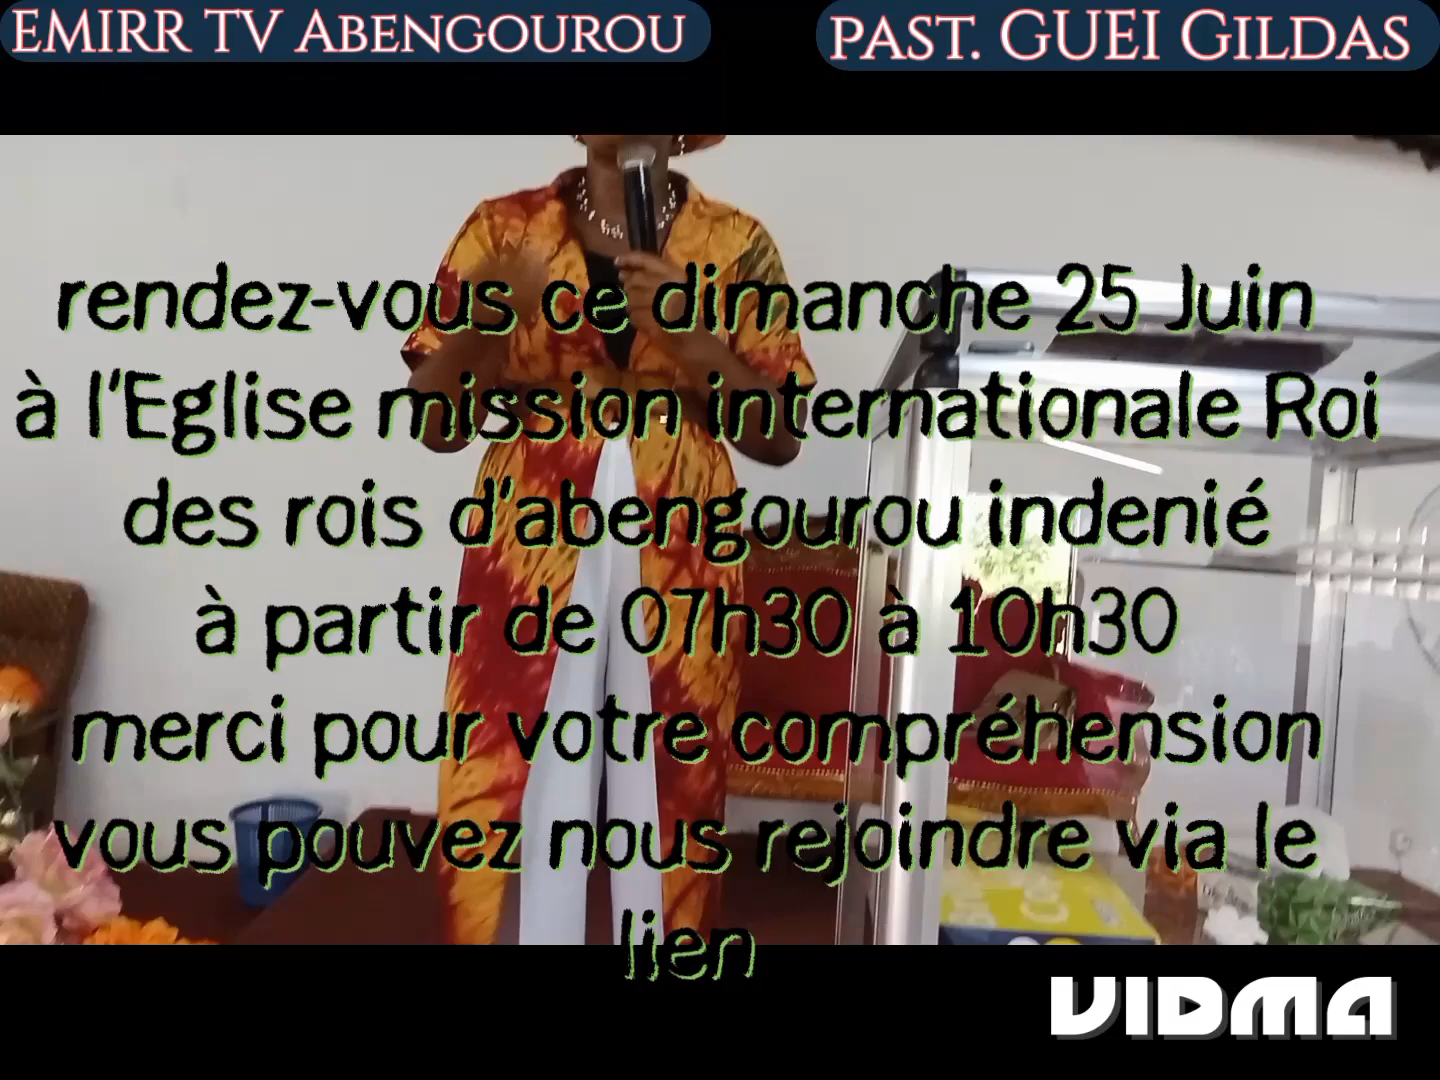 EMIRR TV ABENGOUROU
PAST. GUEI GILDAS
rendez-vous ce dimanche 25 Juin
à l'Eglise mission internationale Roi
des rois d'abengourou indenié
à partir de 07h30 à 10h30
merci pour votre compréhension
vous pouvez nous rejoindre via le
lien
VIDMA